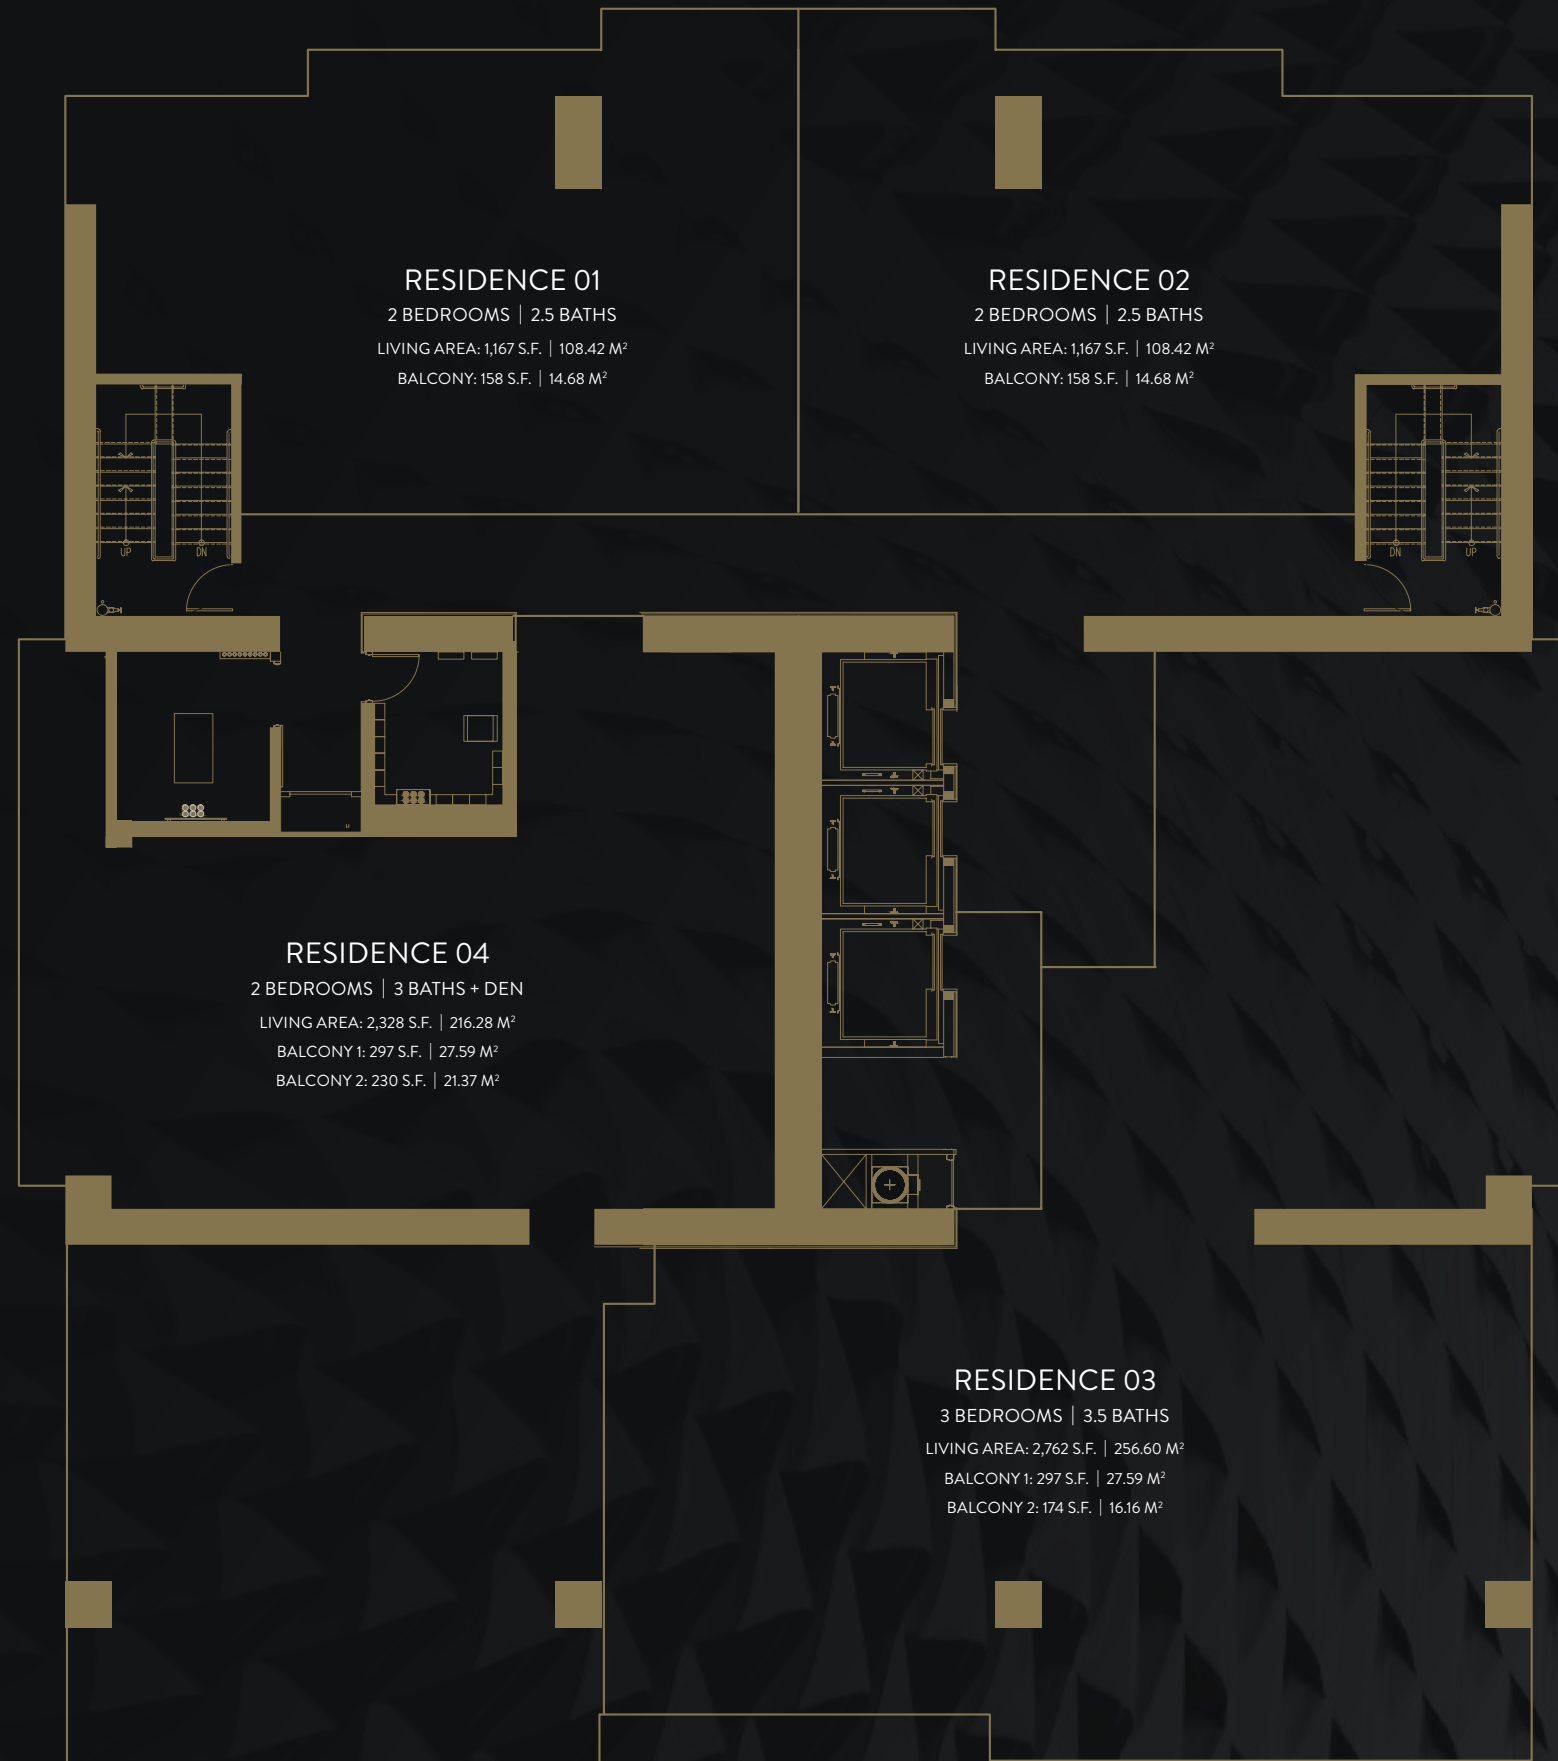 RESIDENCE 01
2 BEDROOMS | 2.5 BATHS
LIVING AREA: 1,167 S.F. | 108.42 M²
BALCONY: 158 S.F. | 14.68 M²
RESIDENCE 02
2 BEDROOMS | 2.5 BATHS
LIVING AREA: 1,167 S.F. | 108.42 M²
BALCONY: 158 S.F. | 14.68 M²
UP
DN
DN
UP
RESIDENCE 04
2 BEDROOMS | 3 BATHS + DEN
LIVING AREA: 2,328 S.F. | 216.28 M²
BALCONY 1: 297 S.F. | 27.59 M²
BALCONY 2: 230 S.F. | 21.37 M²
RESIDENCE 03
3 BEDROOMS | 3.5 BATHS
LIVING AREA: 2,762 S.F. | 256.60 M²
BALCONY 1: 297 S.F. | 27.59 M²
BALCONY 2: 174 S.F. | 16.16 M²